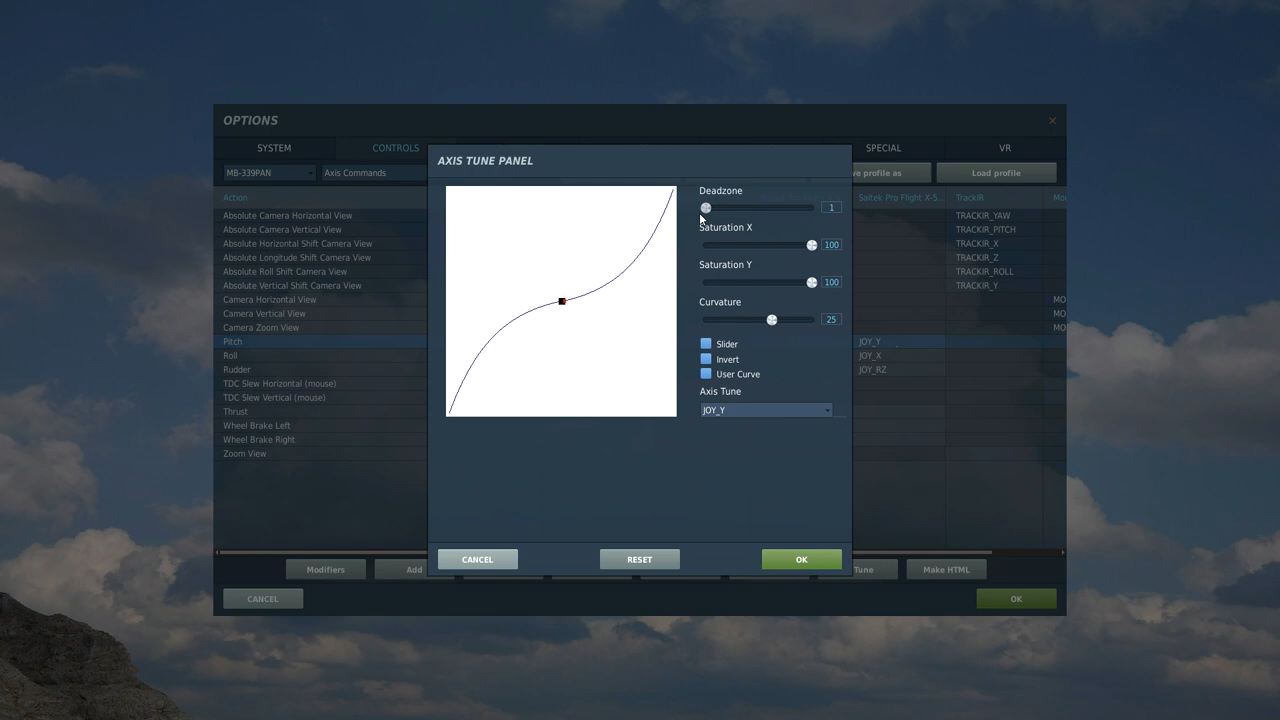 OPTIONS
SYSTEM CONTROLS SPECIAL VR
MB-339PAN Axis Commands ve profile as Load profile
AXIS TUNE PANEL
Action Saitek Pro Flight X-5... TrackIR Mou
Absolute Camera Horizontal View TRACKIR_YAW
Absolute Camera Vertical View TRACKIR_PITCH
Absolute Horizontal Shift Camera View TRACKIR_X
Absolute Longitude Shift Camera View TRACKIR_Z
Absolute Roll Shift Camera View TRACKIR_ROLL
Absolute Vertical Shift Camera View TRACKIR_Y
Camera Horizontal View MO
Camera Vertical View MO
Camera Zoom View MO
Pitch JOY_Y
Roll JOY_X
Rudder JOY_RZ
TDC Slew Horizontal (mouse)
TDC Slew Vertical (mouse)
Thrust
Wheel Brake Left
Wheel Brake Right
Zoom View
Deadzone
1
Saturation X
100
Saturation Y
100
Curvature
25
Slider
Invert
User Curve
Axis Tune
JOY_Y
CANCEL RESET OK
Modifiers Add Tune Make HTML
CANCEL OK